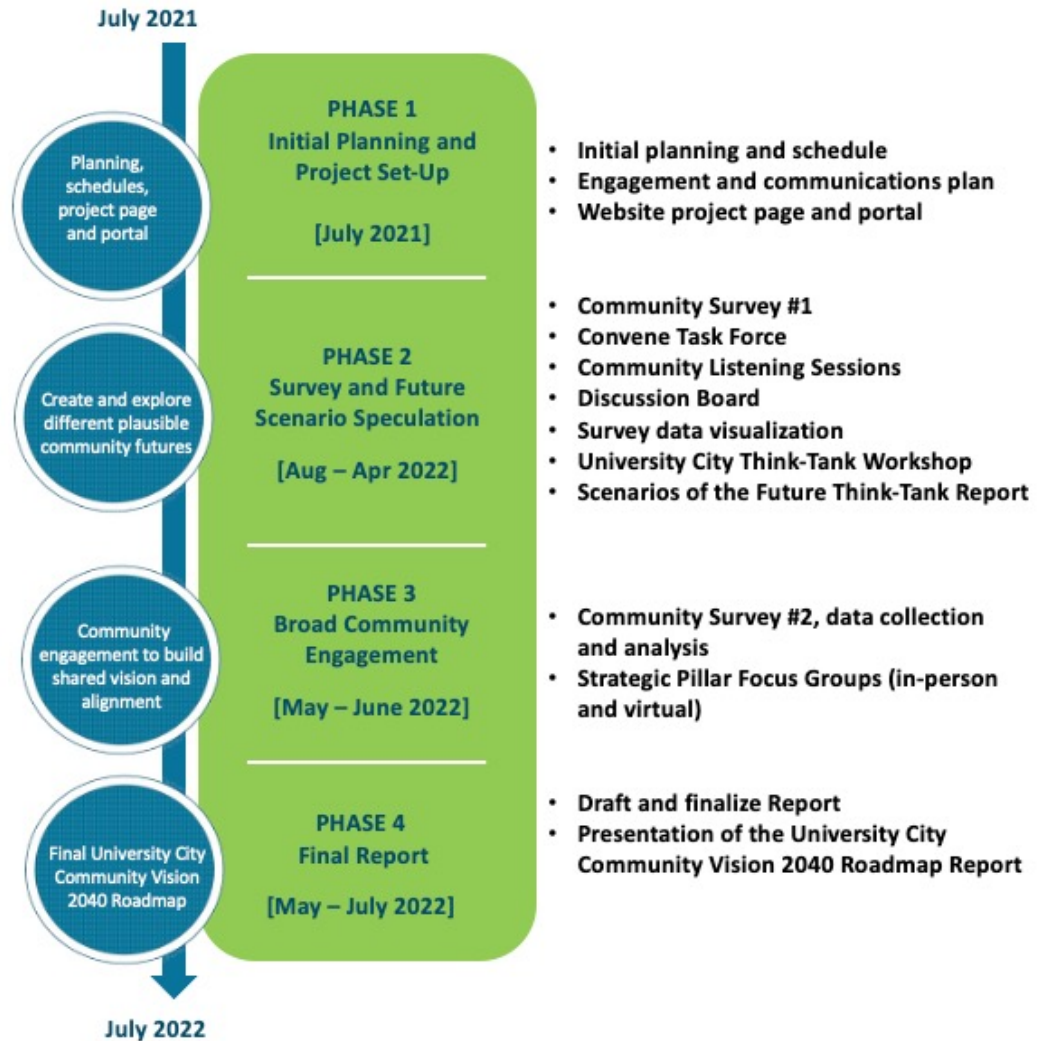 July 2021
Planning,
schedules,
project page
and portal
PHASE 1
Initial Planning and
Project Set-Up
[July 2021]
• Initial planning and schedule
• Engagement and communications plan
• Website project page and portal
Create and explore
different plausible
community futures
PHASE 2
Survey and Future
Scenario Speculation
[Aug – Apr 2022]
• Community Survey #1
• Convene Task Force
• Community Listening Sessions
• Discussion Board
• Survey data visualization
• University City Think-Tank Workshop
• Scenarios of the Future Think-Tank Report
Community
engagement to build
shared vision and
alignment
PHASE 3
Broad Community
Engagement
[May – June 2022]
• Community Survey #2, data collection
and analysis
• Strategic Pillar Focus Groups (in-person
and virtual)
Final University City
Community Vision
2040 Roadmap
PHASE 4
Final Report
[May – July 2022]
• Draft and finalize Report
• Presentation of the University City
Community Vision 2040 Roadmap Report
July 2022